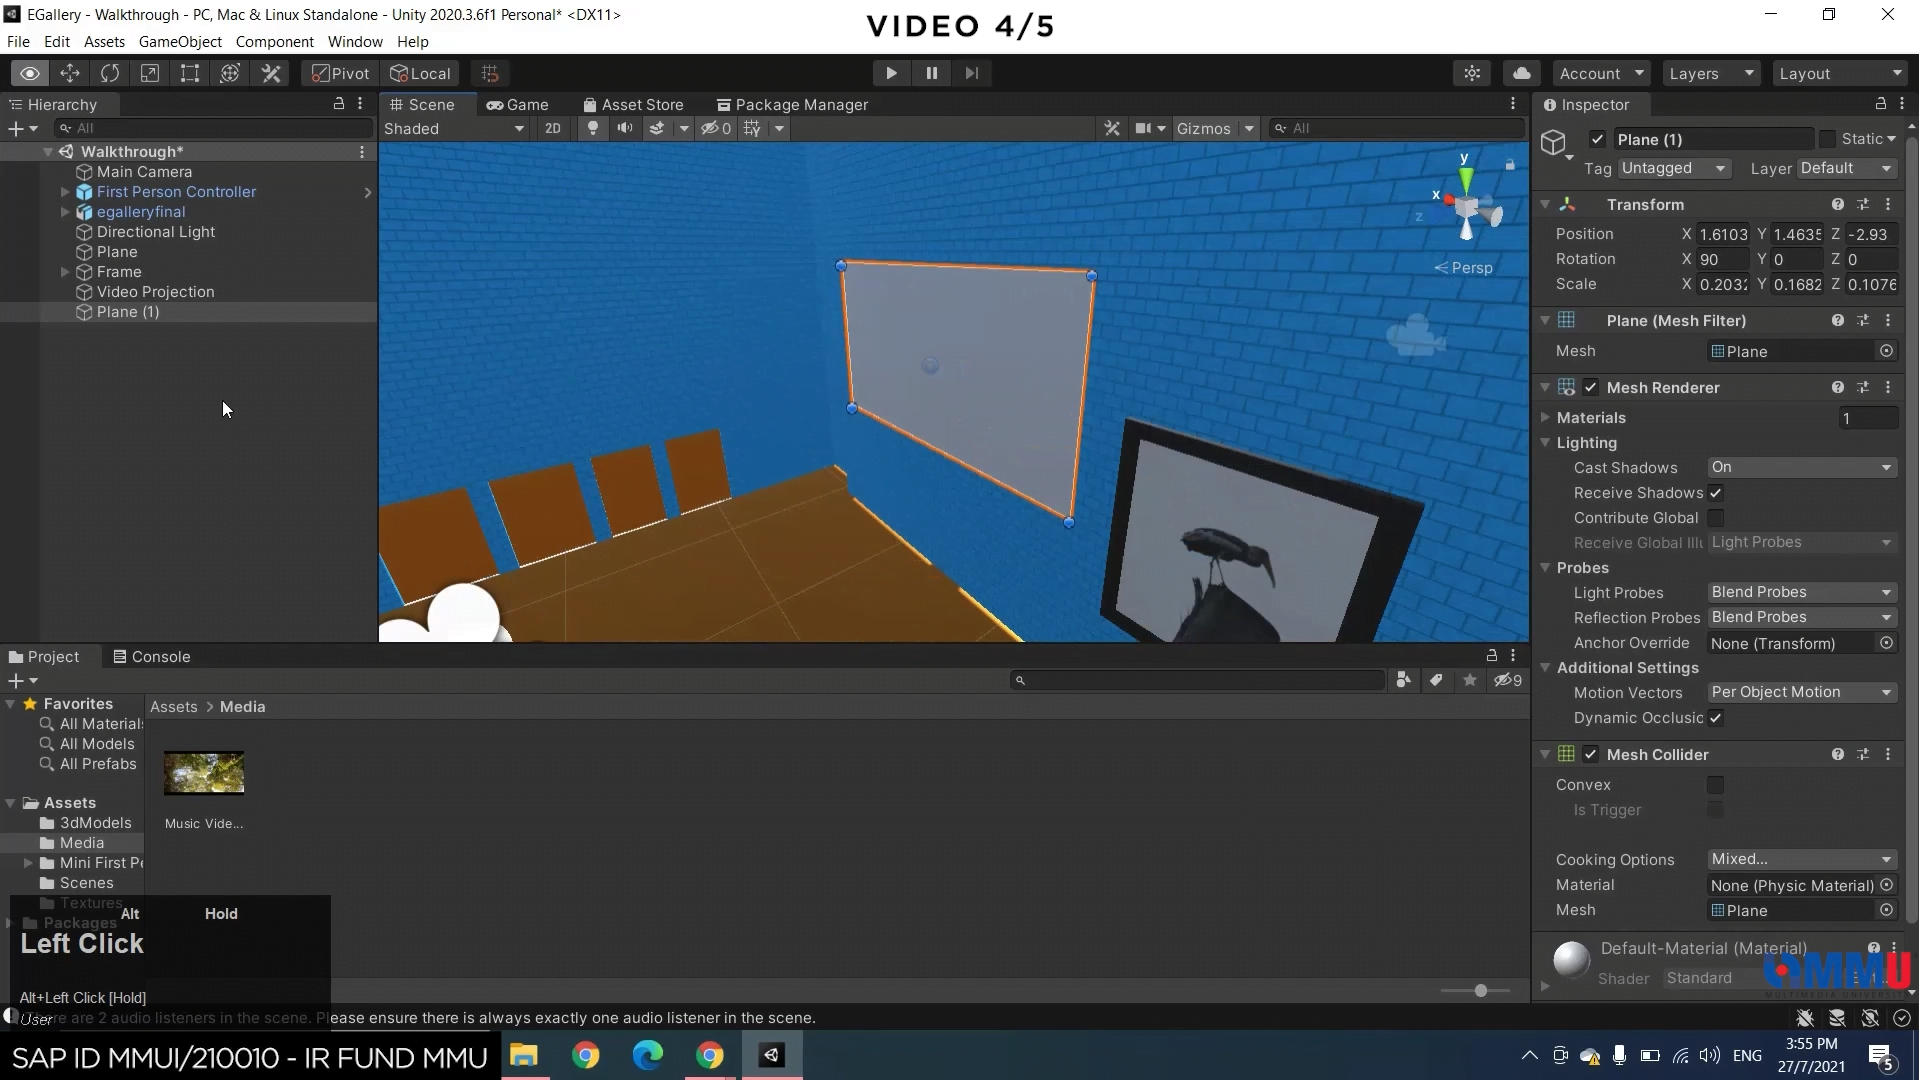 EGallery - Walkthrough - PC, Mac & Linux Standalone - Unity 2020.3.6f1 Personal* <DX11>
VIDEO 4/5
File Edit Assets GameObject Component Window Help
Pivot Local Account Layers Layout
Hierarchy Scene Game Asset Store Package Manager Inspector
All Shaded 2D 0 Gizmos All
Plane (1) Static
Tag Untagged Layer Default
Walkthrough*
Main Camera
First Person Controller
egalleryfinal
Directional Light
Plane
Frame
Video Projection
Plane (1)
y
x
z
Persp
Transform
Position X 1.6103 Y 1.4635 Z -2.93
Rotation X 90 Y 0 Z 0
Scale X 0.2032 Y 0.1682 Z 0.1076
Plane (Mesh Filter)
Mesh Plane
Mesh Renderer
Materials 1
Lighting
Cast Shadows On
Receive Shadows
Contribute Global
Receive Global Illu Light Probes
Probes
Light Probes Blend Probes
Reflection Probes Blend Probes
Anchor Override None (Transform)
Additional Settings
Motion Vectors Per Object Motion
Dynamic Occlusic
Mesh Collider
Convex
Is Trigger
Cooking Options Mixed...
Material None (Physic Material)
Mesh Plane
Default-Material (Material)
Shader Standard
MMU
MULTIMEDIA UNIVERSITY
Project Console
9
Favorites
All Materials
All Models
All Prefabs
Assets
3dModels
Media
Mini First Pe
Scenes
Textures
Packages
Assets > Media
Music Vide...
Alt Hold
Left Click
Alt+Left Click [Hold]
User
There are 2 audio listeners in the scene. Please ensure there is always exactly one audio listener in the scene.
SAP ID MMUI/210010 - IR FUND MMU
ENG
3:55 PM
27/7/2021
5